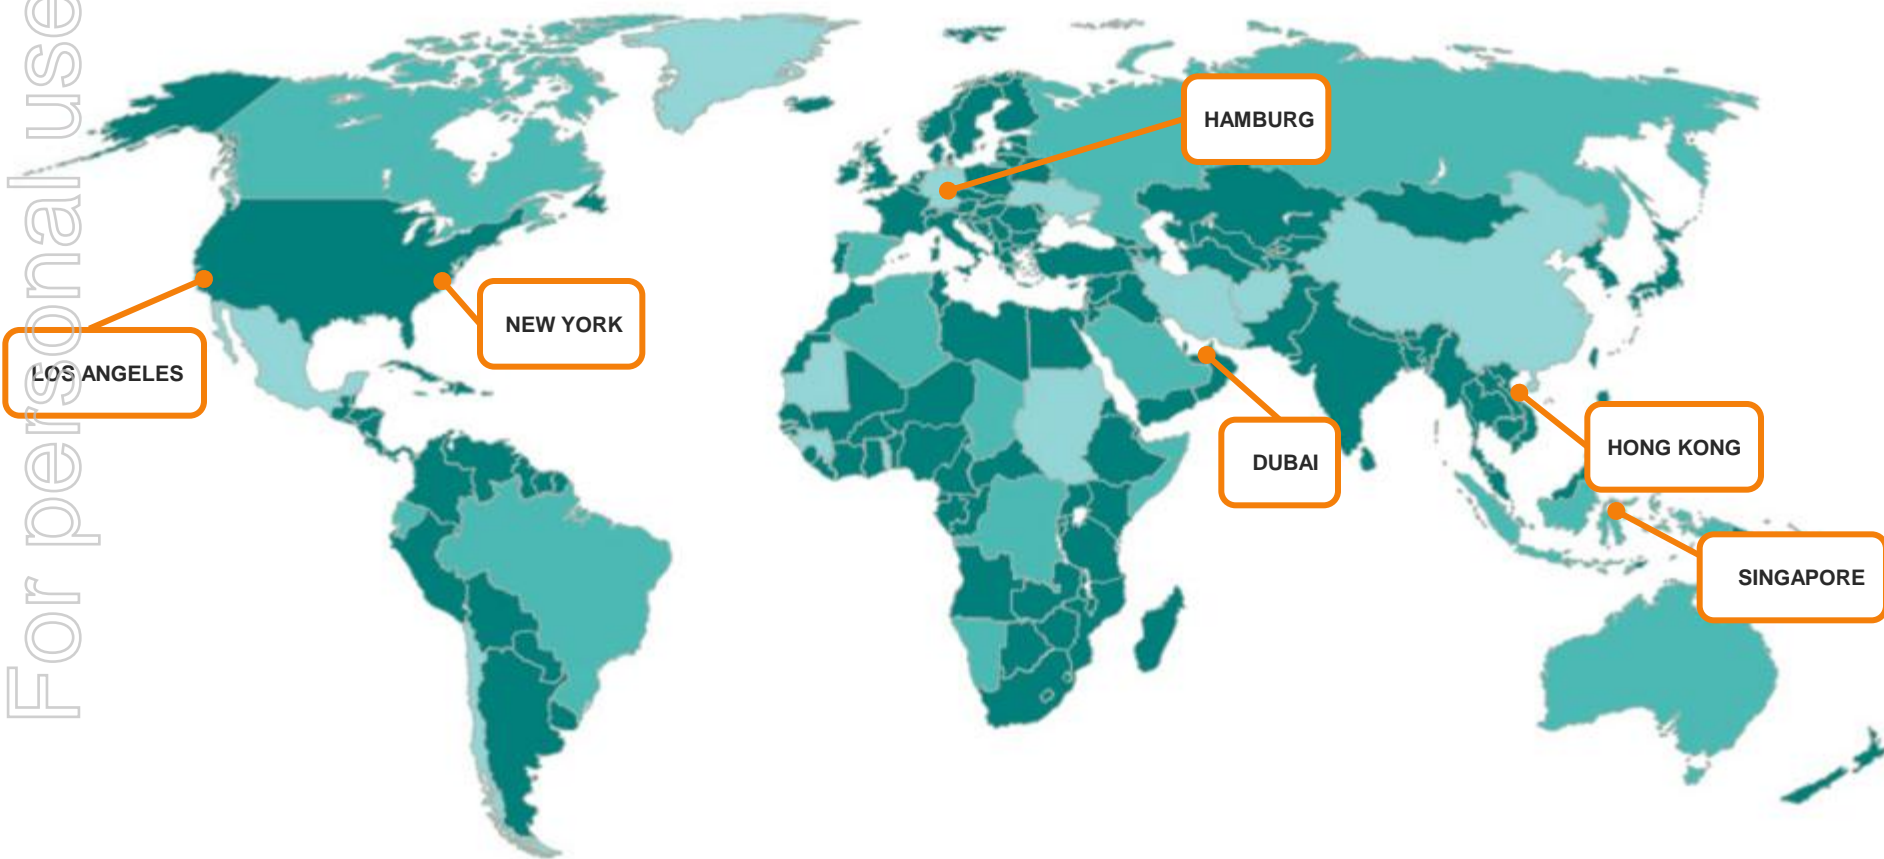 For personal use
HAMBURG
NEW YORK
LOS ANGELES
HONG KONG
DUBAI
SINGAPORE